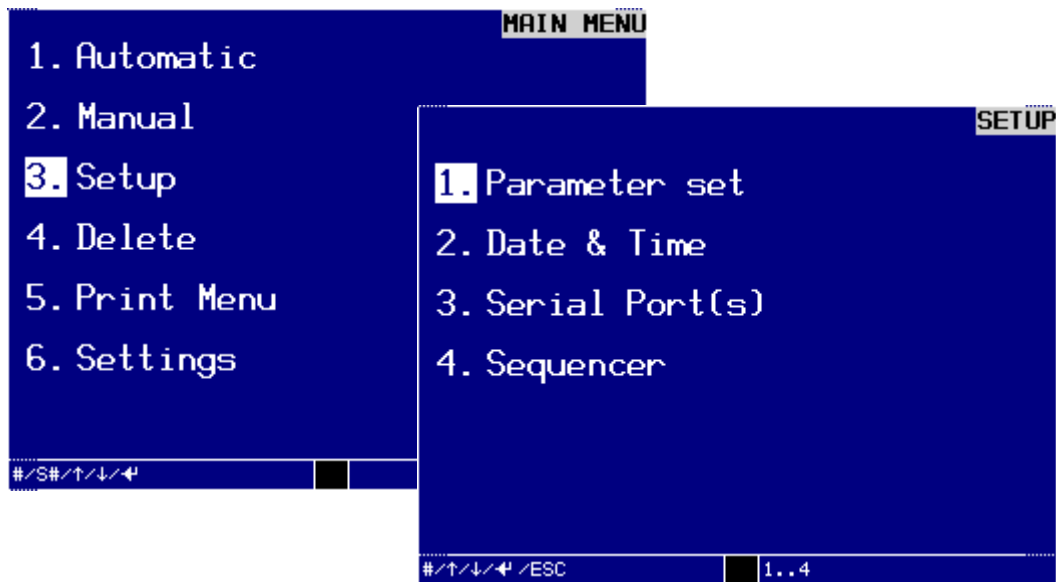 MAIN MENU
1. Automatic
2. Manual
3. Setup
4. Delete
5. Print Menu
6. Settings
#/S#/↑/↓/↵
SETUP
1. Parameter set
2. Date & Time
3. Serial Port(s)
4. Sequencer
#/↑/↓/↵ /ESC 1..4